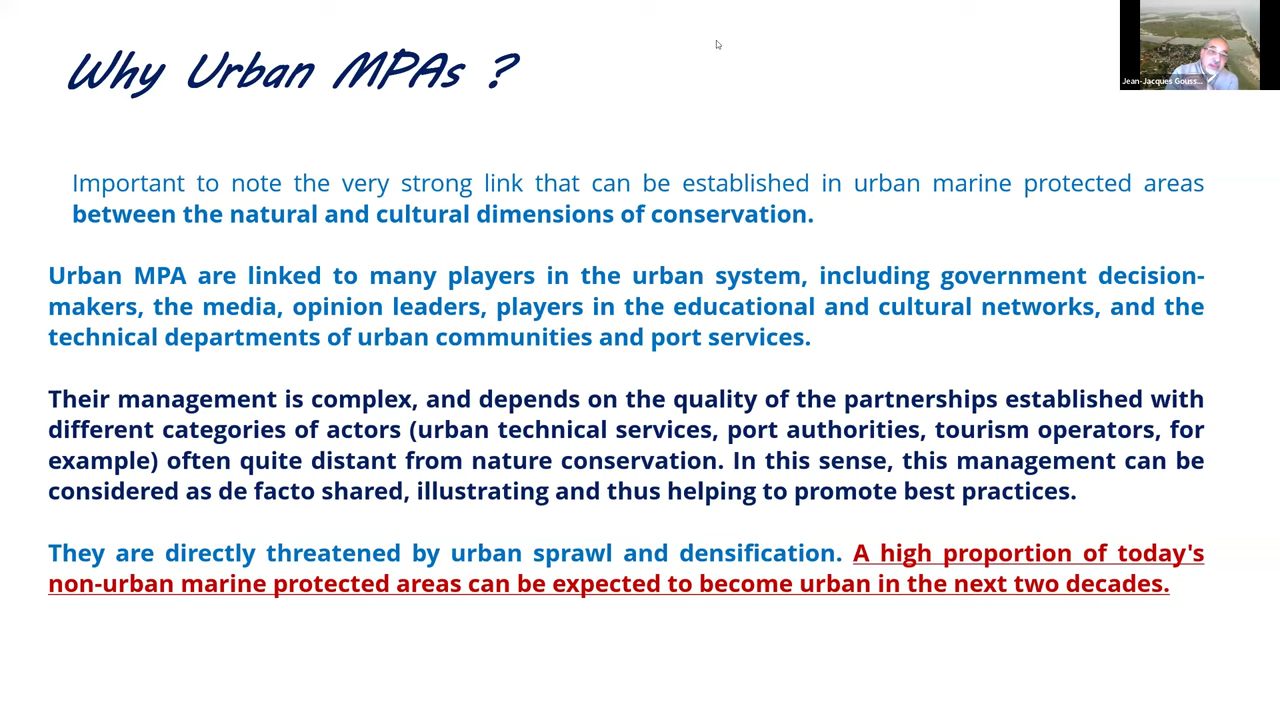 Why Urban MPAs ?
Jean-Jacques Gouss...
Important to note the very strong link that can be established in urban marine protected areas
between the natural and cultural dimensions of conservation.
Urban MPA are linked to many players in the urban system, including government decision-
makers, the media, opinion leaders, players in the educational and cultural networks, and the
technical departments of urban communities and port services.
Their management is complex, and depends on the quality of the partnerships established with
different categories of actors (urban technical services, port authorities, tourism operators, for
example) often quite distant from nature conservation. In this sense, this management can be
considered as de facto shared, illustrating and thus helping to promote best practices.
They are directly threatened by urban sprawl and densification. A high proportion of today's
non-urban marine protected areas can be expected to become urban in the next two decades.